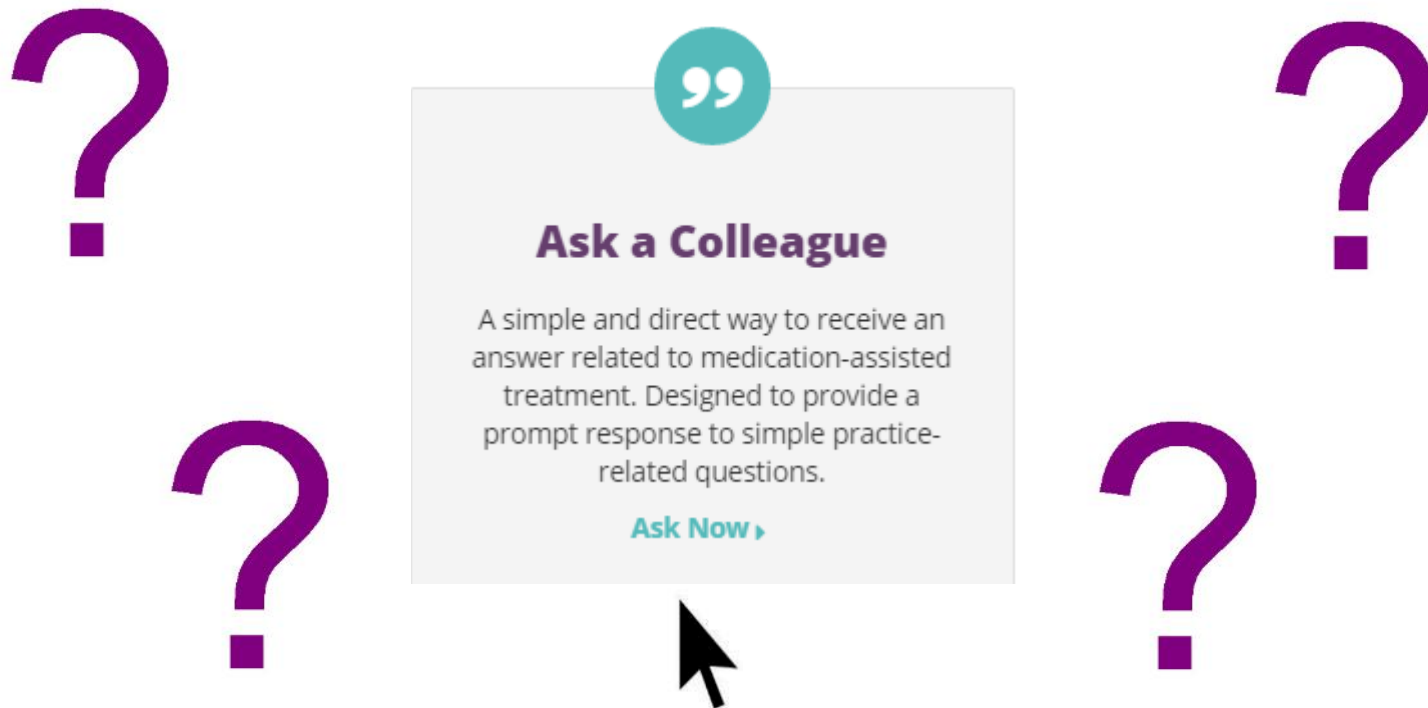 ? ?
Ask a Colleague
A simple and direct way to receive an
answer related to medication-assisted
treatment. Designed to provide a
prompt response to simple practice-
related questions.
? ?
Ask Now